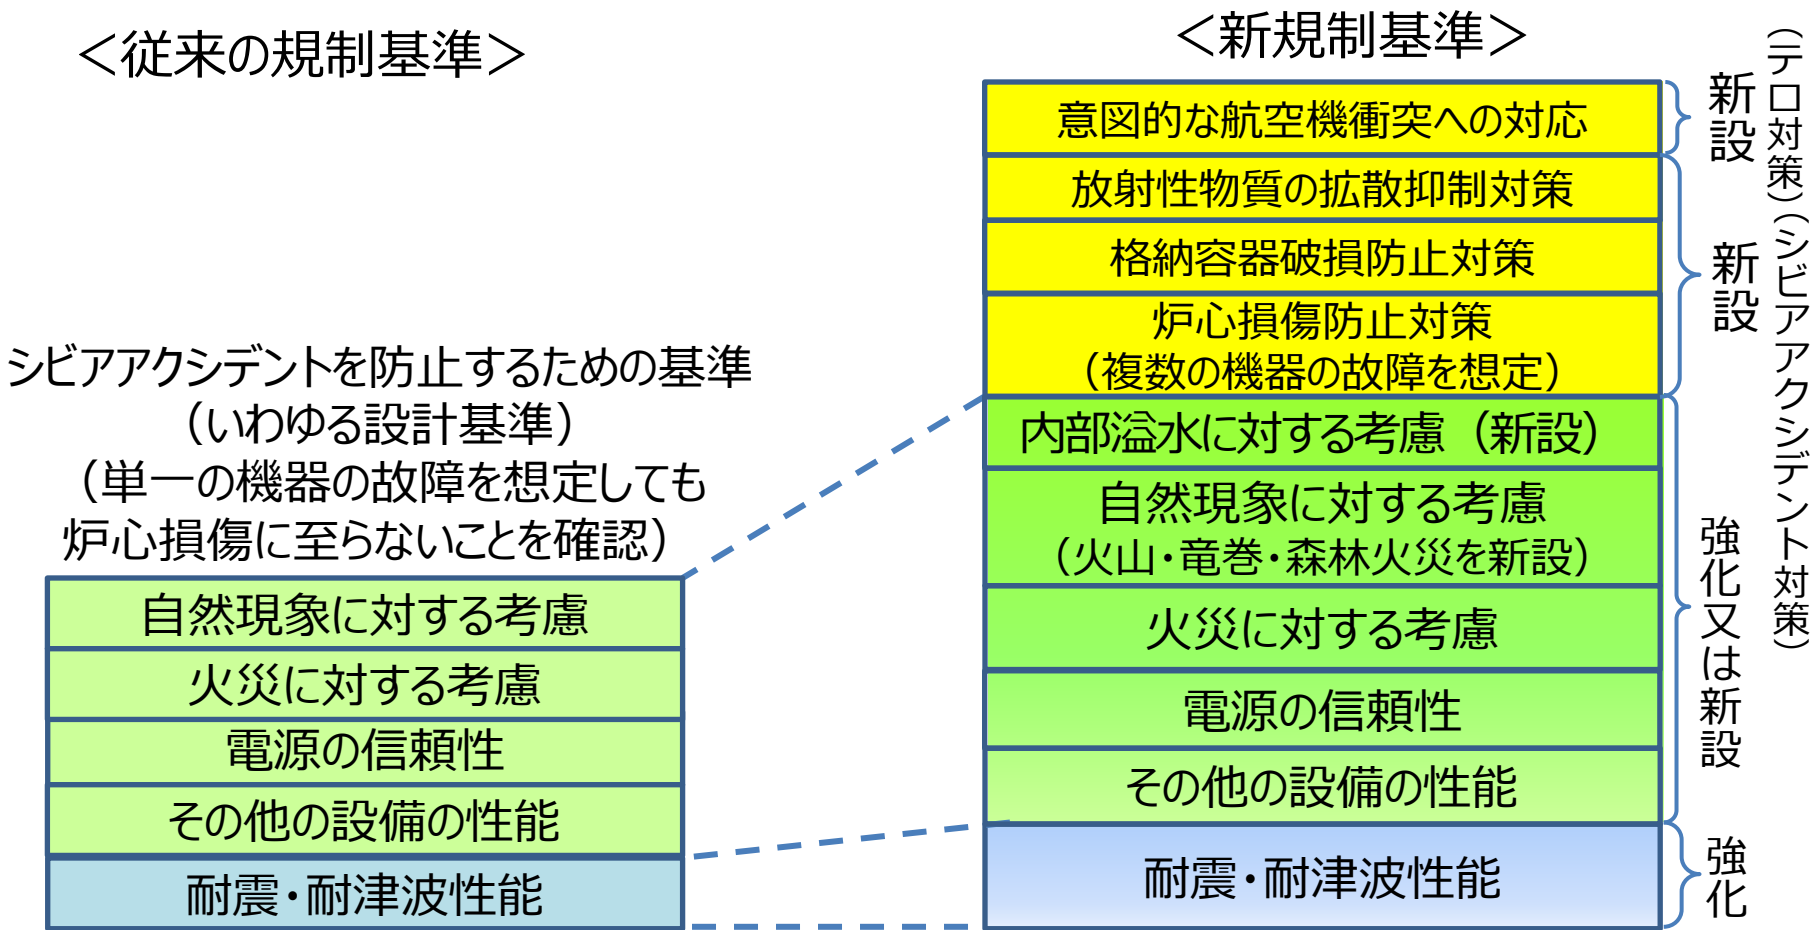 ＜従来の規制基準＞
シビアアクシデントを防止するための基準
（いわゆる設計基準）
（単一の機器の故障を想定しても
炉心損傷に至らないことを確認）
自然現象に対する考慮
火災に対する考慮
電源の信頼性
その他の設備の性能
耐震・耐津波性能
＜新規制基準＞
意図的な航空機衝突への対応
放射性物質の拡散抑制対策
格納容器破損防止対策
炉心損傷防止対策
（複数の機器の故障を想定）
内部溢水に対する考慮（新設）
自然現象に対する考慮
（火山・竜巻・森林火災を新設）
火災に対する考慮
電源の信頼性
その他の設備の性能
耐震・耐津波性能
新設
（テロ対策）
新設
（シビアアクシデント対策）
強化又は新設
強化